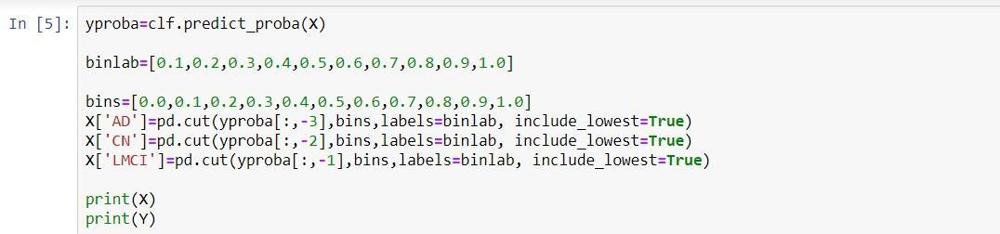 In [5]: yproba=clf.predict_proba(X)
binlab=[0.1,0.2,0.3,0.4,0.5,0.6,0.7,0.8,0.9,1.0]
bins=[0.0,0.1,0.2,0.3,0.4,0.5,0.6,0.7,0.8,0.9,1.0]
X['AD']=pd.cut(yproba[:,-3],bins,labels=binlab, include_lowest=True)
X['CN']=pd.cut(yproba[:,-2],bins,labels=binlab, include_lowest=True)
X['LMCI']=pd.cut(yproba[:,-1],bins,labels=binlab, include_lowest=True)
print(X)
print(Y)